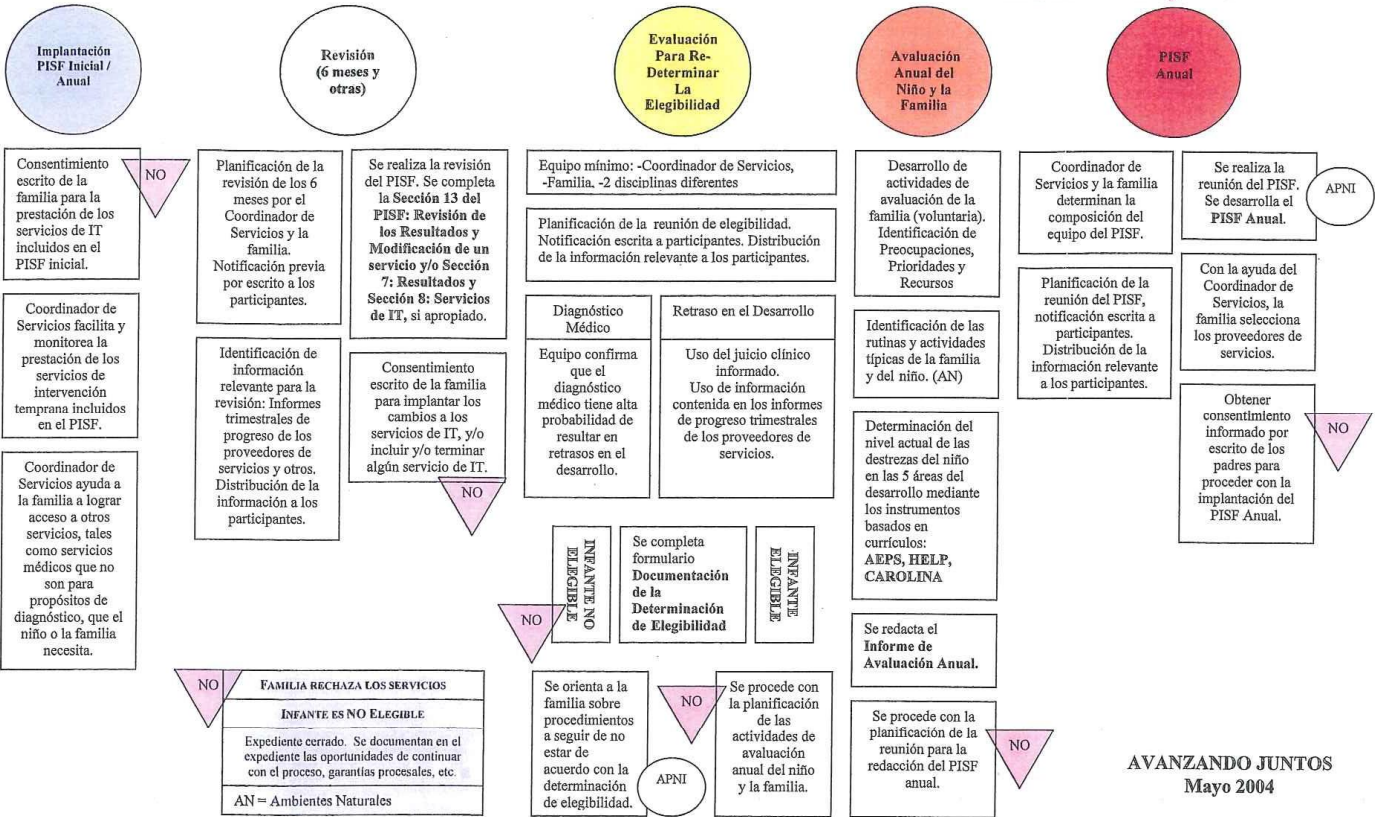 Implantación
PISF Inicial /
Anual
Revisión
(6 meses y
otras)
Evaluación
Para Re-
Determinar
La
Elegibilidad
Avaluación
Anual del
Niño y la
Familia
PISF
Anual
Consentimiento
escrito de la
familia para la
prestación de los
servicios de IT
incluidos en el
PISF inicial.
NO
Coordinador de
Servicios facilita y
monitorea la
prestación de los
servicios de
intervención
temprana incluidos
en el PISF.
Coordinador de
Servicios ayuda a
la familia a lograr
acceso a otros
servicios, tales
como servicios
médicos que no
son para
propósitos de
diagnóstico, que el
niño o la familia
necesita.
Planificación de la
revisión de los 6
meses por el
Coordinador de
Servicios y la
familia.
Notificación previa
por escrito a los
participantes.
Identificación de
información
relevante para la
revisión: Informes
trimestrales de
progreso de los
proveedores de
servicios y otros.
Distribución de la
información a los
participantes.
Se realiza la revisión
del PISF. Se completa
la Sección 13 del
PISF: Revisión de
los Resultados y
Modificación de un
servicio y/o Sección
7: Resultados y
Sección 8: Servicios
de IT, si apropiado.
Consentimiento
escrito de la familia
para implantar los
cambios a los
servicios de IT, y/o
incluir y/o terminar
algún servicio de IT.
NO
NO
FAMILIA RECHAZA LOS SERVICIOS
INFANTE ES NO ELEGIBLE
Expediente cerrado. Se documentan en el
expediente las oportunidades de continuar
con el proceso, garantías procesales, etc.
AN = Ambientes Naturales
Equipo mínimo: -Coordinador de Servicios,
-Familia, -2 disciplinas diferentes
Planificación de la reunión de elegibilidad.
Notificación escrita a participantes. Distribución
de la información relevante a los participantes.
Diagnóstico
Médico
Equipo confirma
que el
diagnóstico
médico tiene alta
probabilidad de
resultar en
retrasos en el
desarrollo.
Retraso en el Desarrollo
Uso del juicio clínico
informado.
Uso de información
contenida en los informes
de progreso trimestrales
de los proveedores de
servicios.
NO
INFANTE NO
ELEGIBLE
Se completa
formulario
Documentación
de la
Determinación
de Elegibilidad
INFANTE
ELEGIBLE
Se orienta a la
familia sobre
procedimientos
a seguir de no
estar de
acuerdo con la
determinación
de elegibilidad.
APNI
NO
Se procede con
la planificación
de las
actividades de
avaluación
anual del niño
y la familia.
Desarrollo de
actividades de
avaluación de la
familia (voluntaria).
Identificación de
Preocupaciones,
Prioridades y
Recursos
Identificación de las
rutinas y actividades
típicas de la familia
y del niño. (AN)
Determinación del
nivel actual de las
destrezas del niño
en las 5 áreas del
desarrollo mediante
los instrumentos
basados en
currículos:
AEPS, HELP,
CAROLINA
Se redacta el
Informe de
Avaluación Anual.
Se procede con la
planificación de la
reunión para la
redacción del PISF
anual.
NO
Coordinador de
Servicios y la familia
determinan la
composición del
equipo del PISF.
Planificación de la
reunión del PISF,
notificación escrita a
participantes.
Distribución de la
información relevante
a los participantes.
Se realiza la
reunión del PISF.
Se desarrolla el
PISF Anual.
APNI
Con la ayuda del
Coordinador de
Servicios, la
familia selecciona
los proveedores de
servicios.
Obtener
consentimiento
informado por
escrito de los
padres para
proceder con la
implantación del
PISF Anual.
NO
AVANZANDO JUNTOS
Mayo 2004